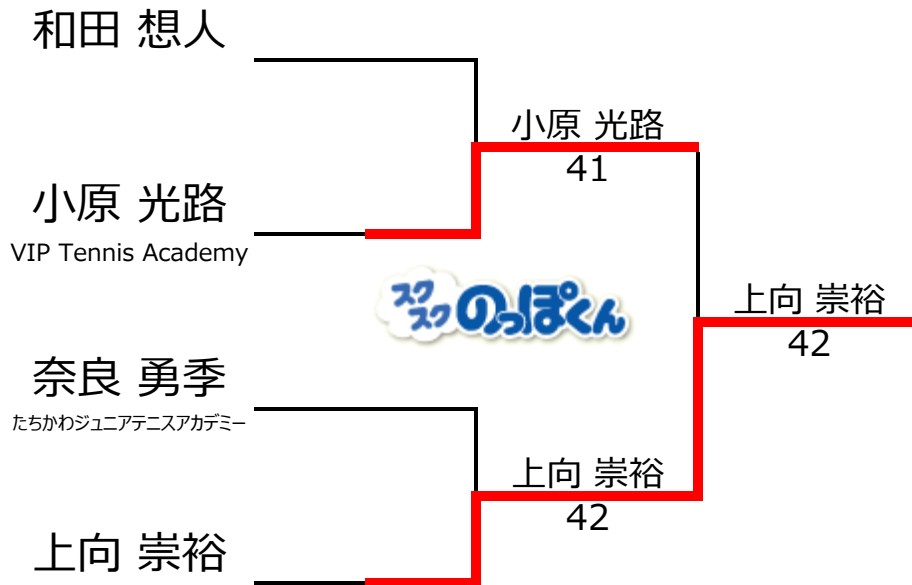 和田 想人
小原 光路
41
小原 光路
VIP Tennis Academy
スク
スク のっぽくん
上向 崇裕
42
奈良 勇季
たちかわジュニアテニスアカデミー
上向 崇裕
42
上向 崇裕